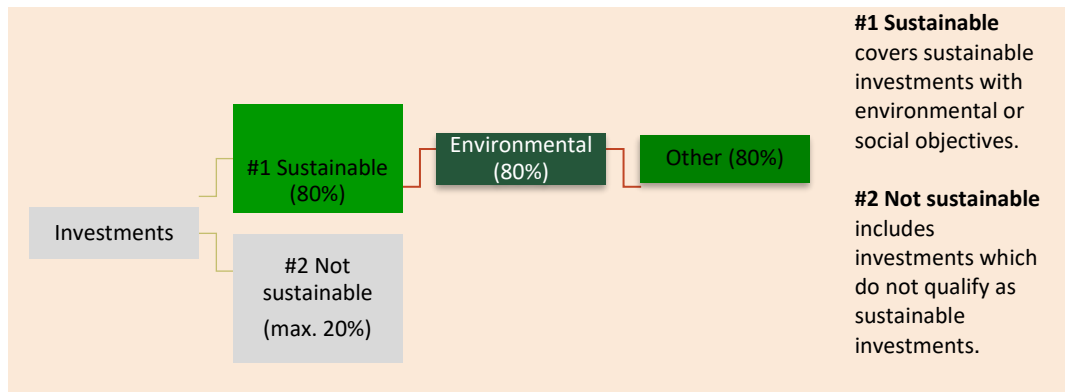 Investments
#1 Sustainable
(80%)
#2 Not
sustainable
(max. 20%)
Environmental
(80%)
Other (80%)
#1 Sustainable
covers sustainable
investments with
environmental or
social objectives.
#2 Not sustainable
includes
investments which
do not qualify as
sustainable
investments.